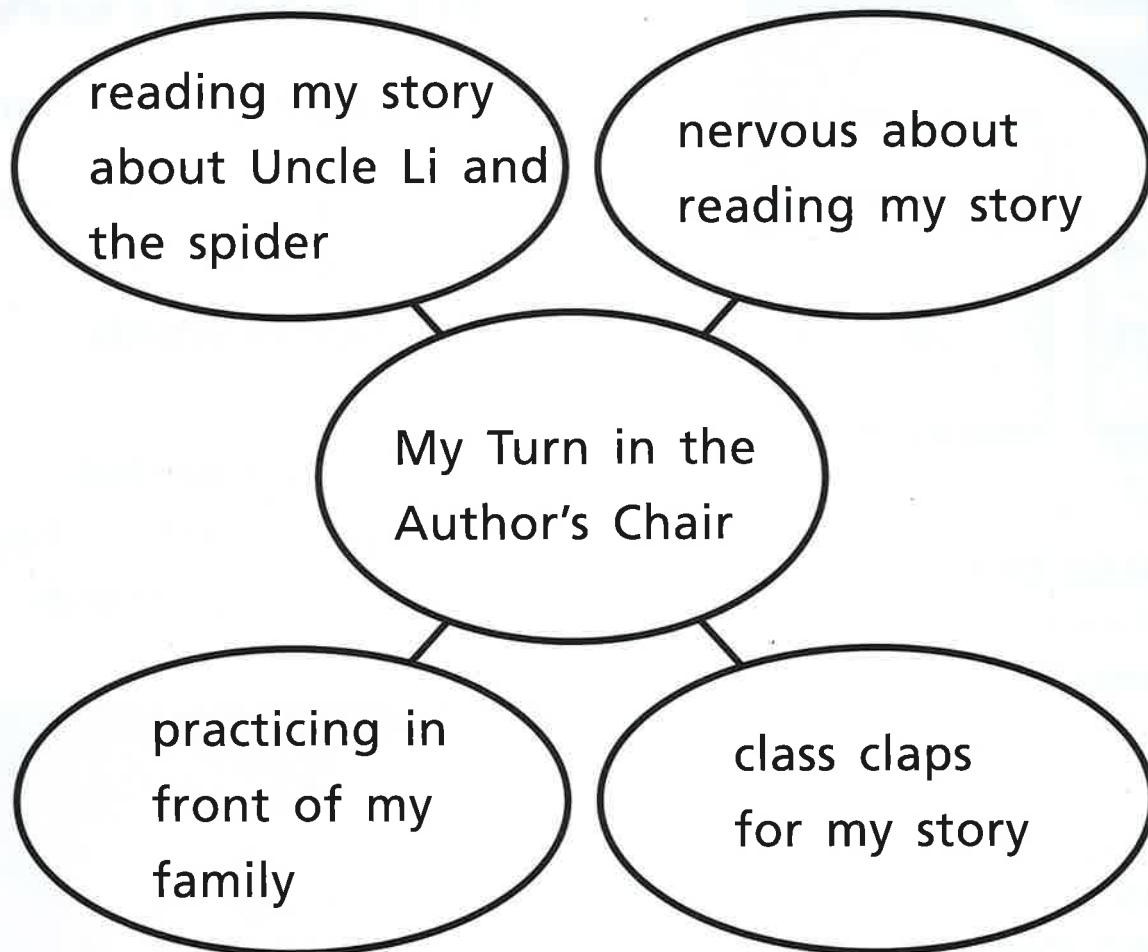 reading my story
about Uncle Li and
the spider
nervous about
reading my story
My Turn in the
Author's Chair
practicing in
front of my
family
class claps
for my story